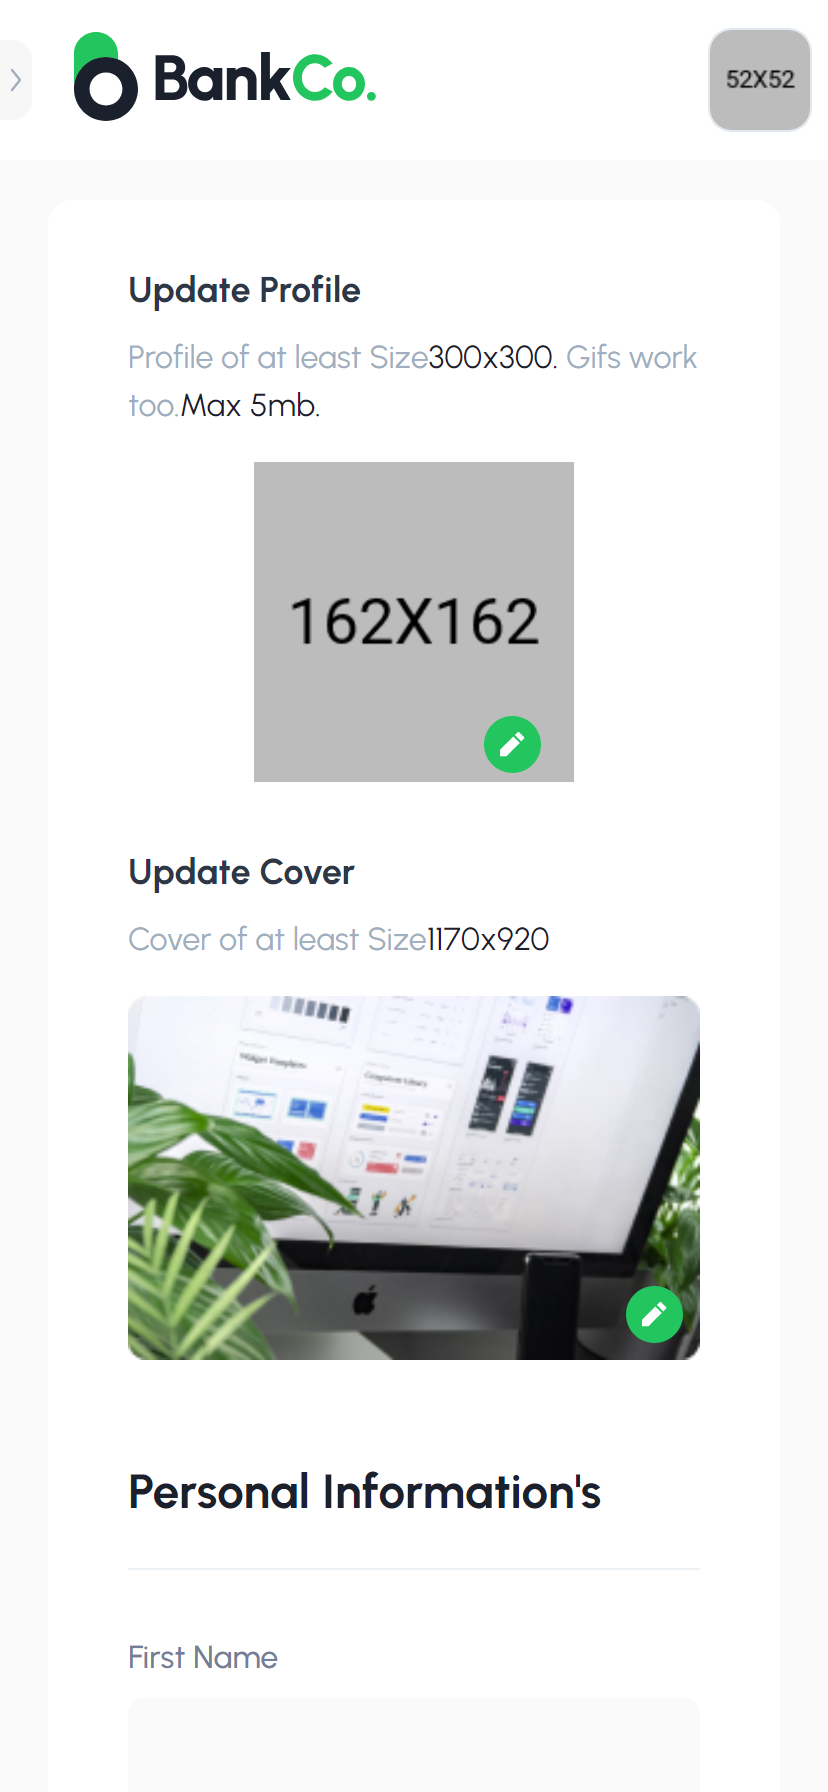 BankCo.
52X52
Update Profile
Profile of at least Size300x300. Gifs work
too.Max 5mb.
162X162
Update Cover
Cover of at least Size1170x920
Personal Information's
First Name